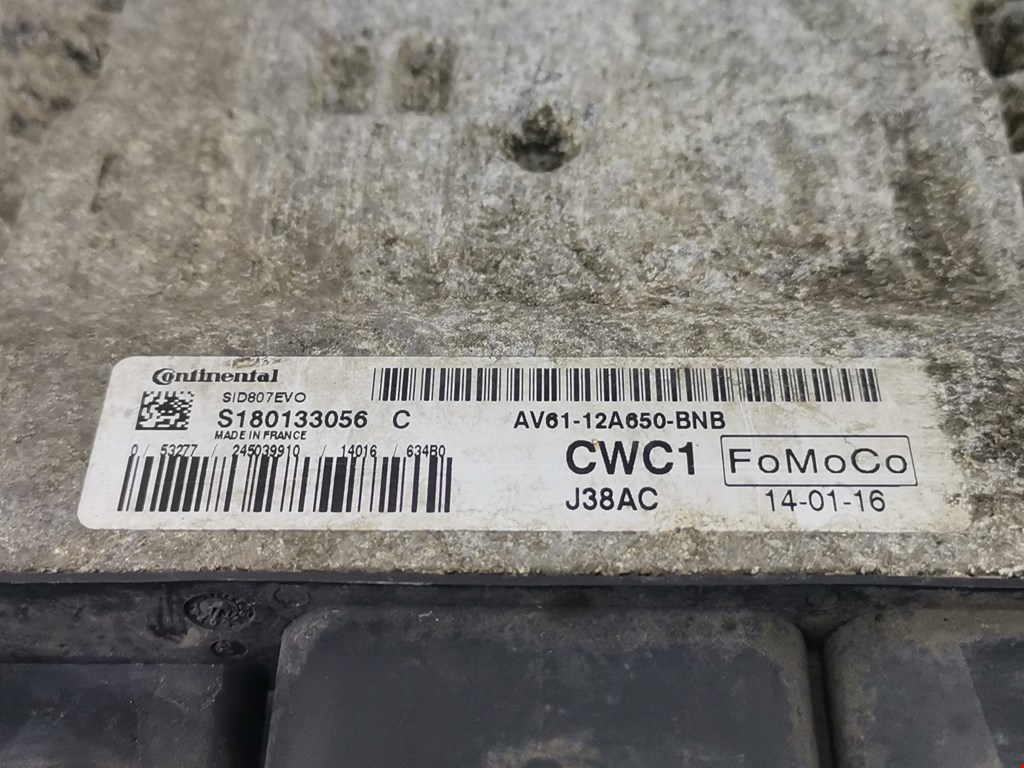 Continental
SID807EVO
S180133056 C
MADE IN FRANCE
0 / 53277 / 245039910 / 14016 / 634B0
AV61-12A650-BNB
CWC1
FoMoCo
J38AC
14-01-16